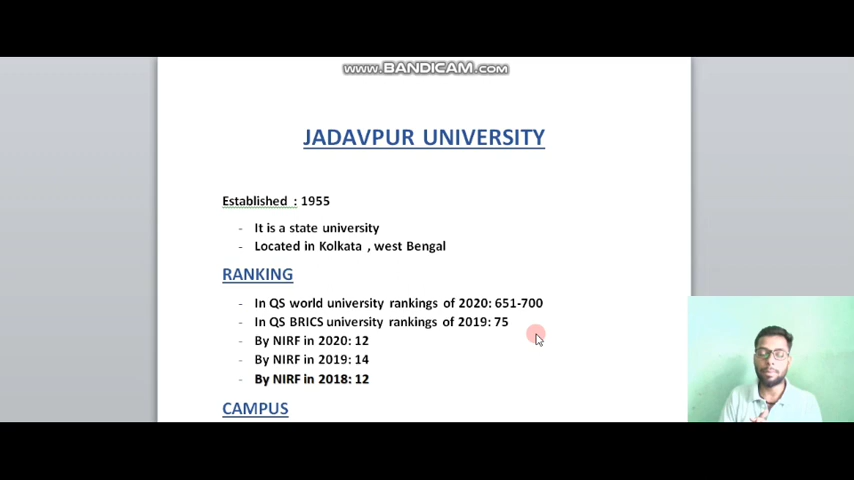 www.BANDICAM.com
JADAVPUR UNIVERSITY
Established : 1955
- It is a state university
- Located in Kolkata , west Bengal
RANKING
- In QS world university rankings of 2020: 651-700
- In QS BRICS university rankings of 2019: 75
- By NIRF in 2020: 12
- By NIRF in 2019: 14
- By NIRF in 2018: 12
CAMPUS